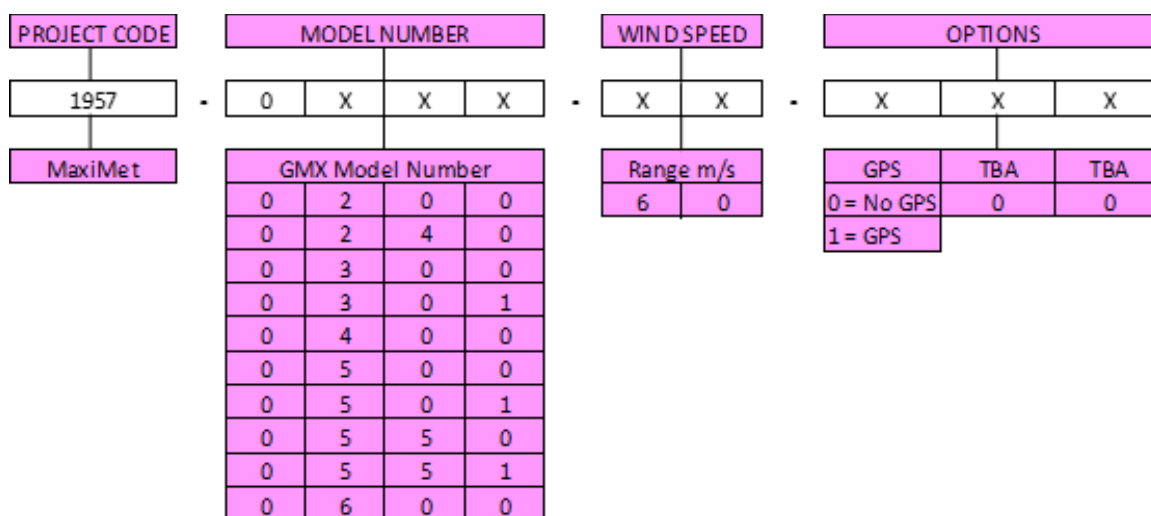 PROJECT CODE MODEL NUMBER WIND SPEED OPTIONS
1957 - 0 X X X - X X - X X X
MaxiMet GMX Model Number Range m/s GPS TBA TBA
0 2 0 0 6 0 0 = No GPS 0 0
0 2 4 0 1 = GPS
0 3 0 0
0 3 0 1
0 4 0 0
0 5 0 0
0 5 0 1
0 5 5 0
0 5 5 1
0 6 0 0